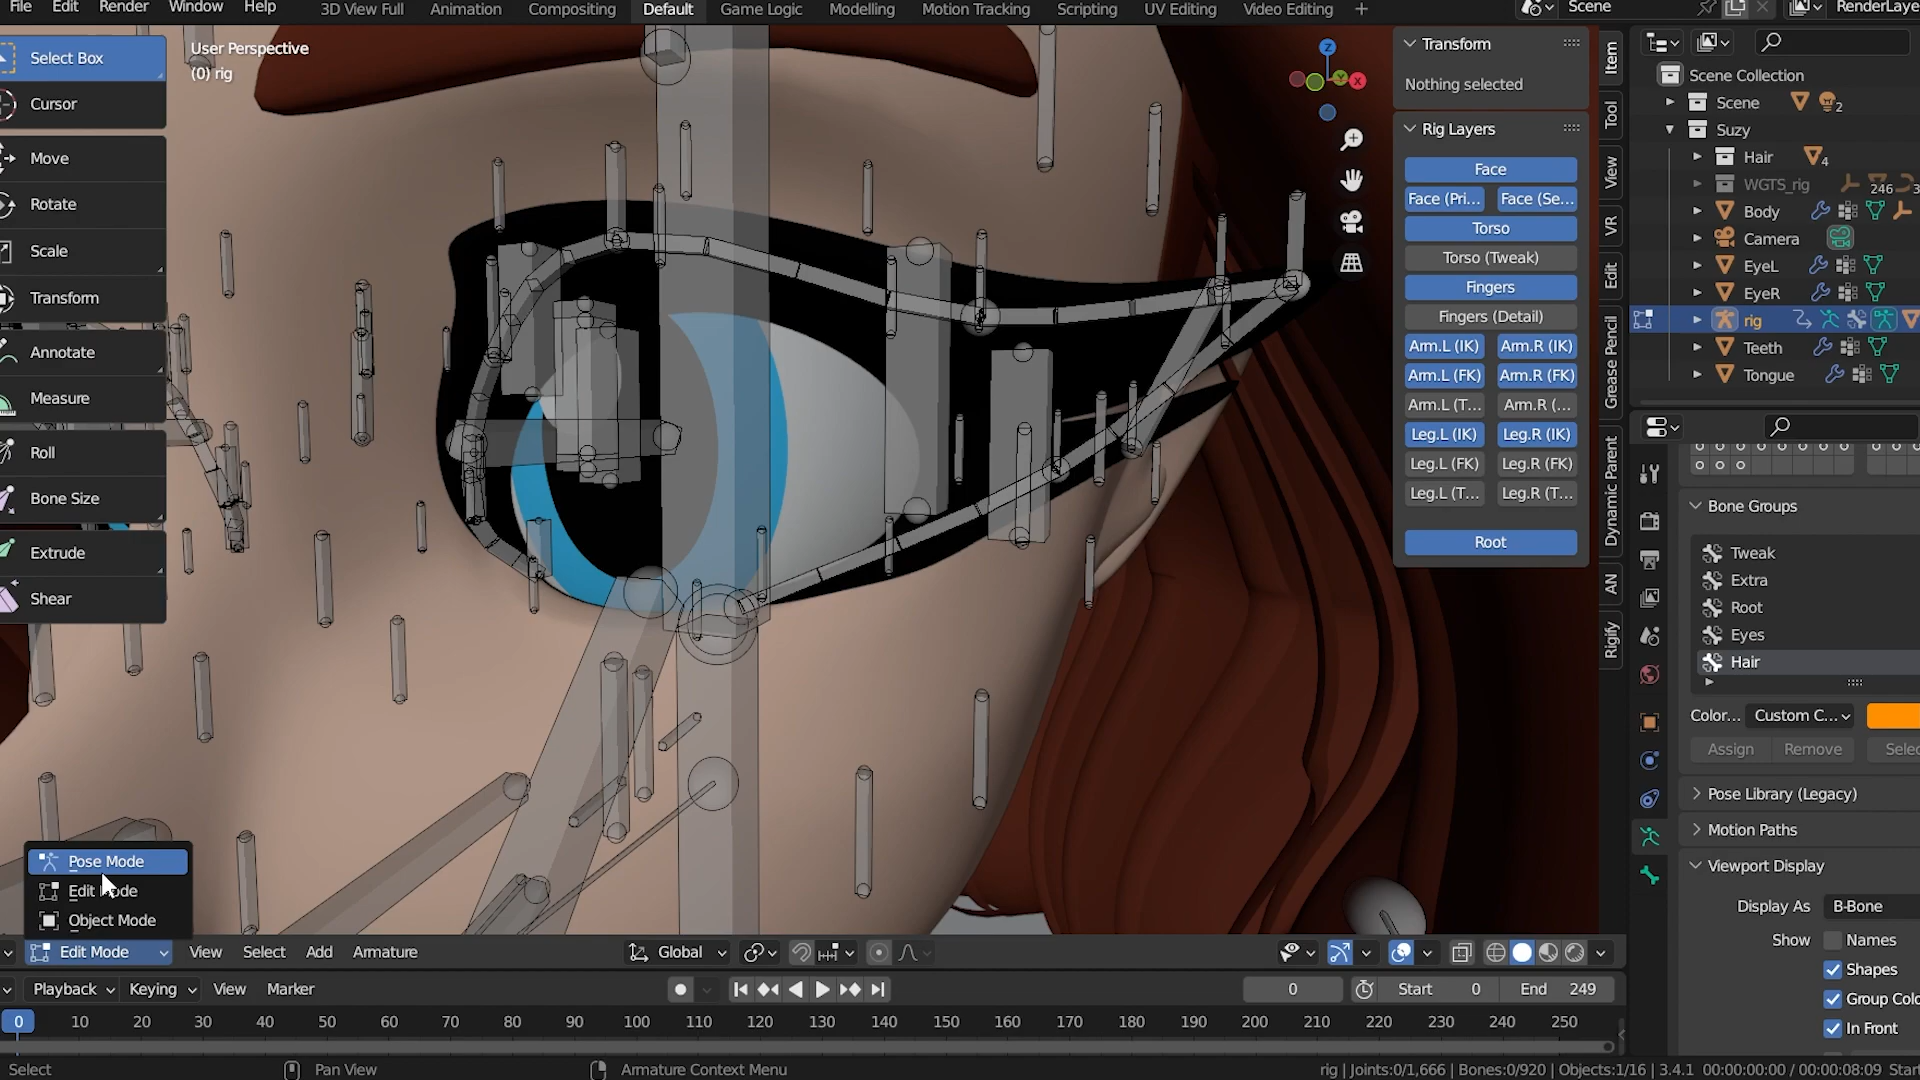 File Edit Render Window Help 3D View Full Animation Compositing Default Game Logic Modelling Motion Tracking Scripting UV Editing Video Editing + Scene RenderLaye
Select Box
Cursor
Move
Rotate
Scale
Transform
Annotate
Measure
Roll
Bone Size
Extrude
Shear
User Perspective
(0) rig
Z
Y
X
Transform
Nothing selected
Rig Layers
Face
Face (Pri... Face (Se...
Torso
Torso (Tweak)
Fingers
Fingers (Detail)
Arm.L (IK) Arm.R (IK)
Arm.L (FK) Arm.R (FK)
Arm.L (T... Arm.R (...
Leg.L (IK) Leg.R (IK)
Leg.L (FK) Leg.R (FK)
Leg.L (T... Leg.R (T...
Root
Item
Tool
View
VR
Edit
Grease Pencil
Dynamic Parent
AN
Rigify
Scene Collection
Scene 2
Suzy
Hair 4
WGTS_rig 246 3
Body
Camera
EyeL
EyeR
rig
Teeth
Tongue
Bone Groups
Tweak
Extra
Root
Eyes
Hair
Color... Custom C...
Assign Remove Selec
Pose Library (Legacy)
Motion Paths
Viewport Display
Display As B-Bone
Show Names
Shapes
Group Colo
In Front
Pose Mode
Edit Mode
Object Mode
Edit Mode View Select Add Armature Global
Playback Keying View Marker 0 Start 0 End 249
0 10 20 30 40 50 60 70 80 90 100 110 120 130 140 150 160 170 180 190 200 210 220 230 240 250
Select Pan View Armature Context Menu rig | Joints:0/1,666 | Bones:0/920 | Objects:1/16 | 3.4.1 00:00:00:00 / 00:00:08:09 Start